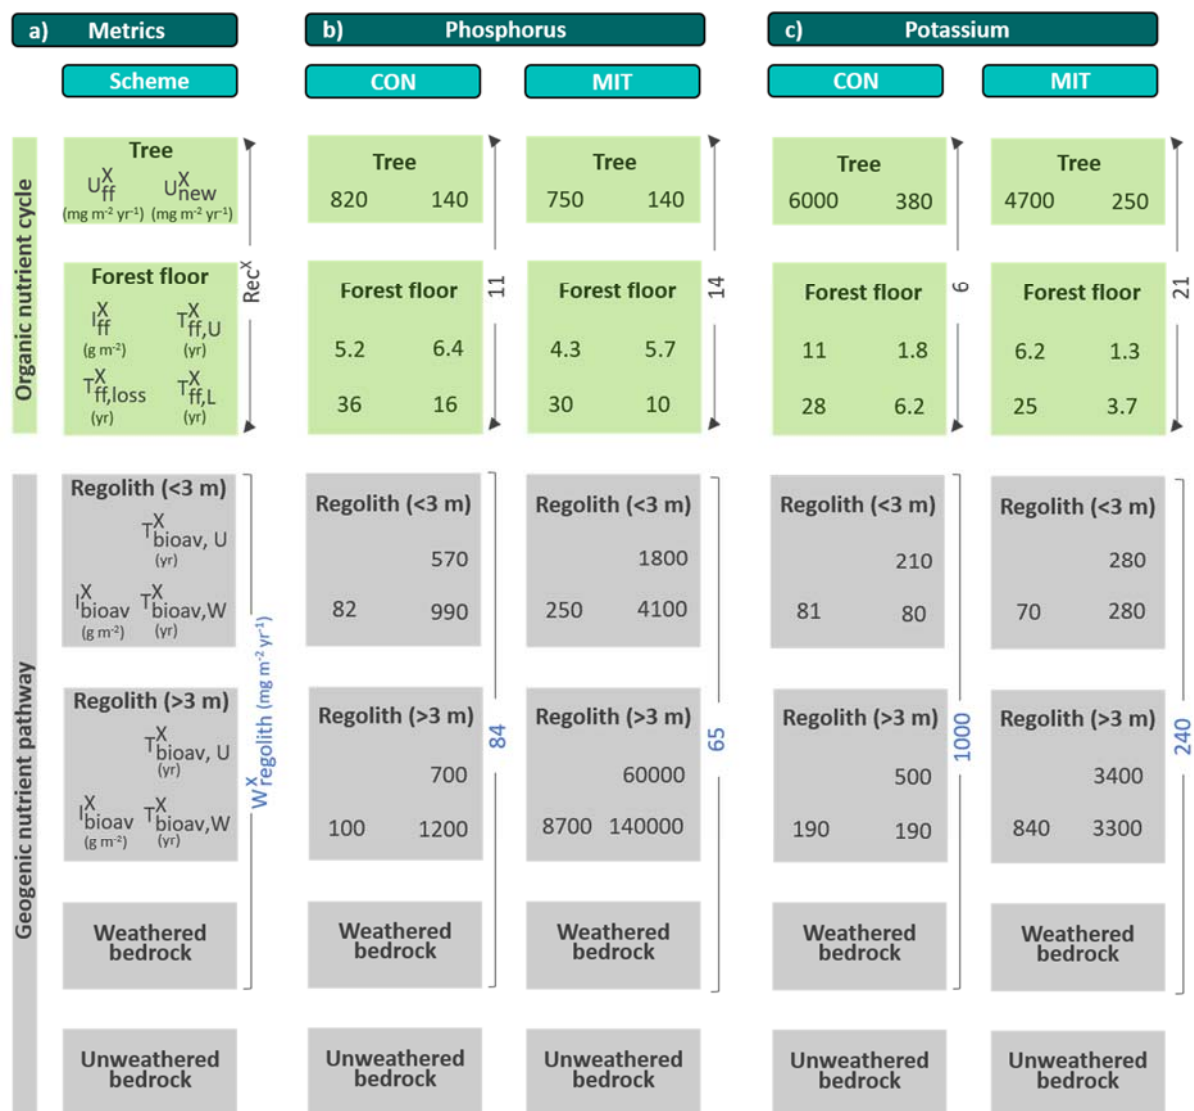 a) Metrics
b) Phosphorus
c) Potassium
Scheme
CON
MIT
CON
MIT
Organic nutrient cycle
Tree
U^X_ff U^X_new
(mg m⁻² yr⁻¹) (mg m⁻² yr⁻¹)
Forest floor
I^X_ff T^X_ff,U
(g m⁻²) (yr)
T^X_ff,loss T^X_ff,L
(yr) (yr)
Rec^X
Tree
820 140
Forest floor
5.2 6.4
36 16
11
Tree
750 140
Forest floor
4.3 5.7
30 10
14
Tree
6000 380
Forest floor
11 1.8
28 6.2
6
Tree
4700 250
Forest floor
6.2 1.3
25 3.7
21
Geogenic nutrient pathway
Regolith (<3 m)
T^X_bioav, U
(yr)
I^X_bioav T^X_bioav,W
(g m⁻²) (yr)
Regolith (>3 m)
T^X_bioav, U
(yr)
I^X_bioav T^X_bioav,W
(g m⁻²) (yr)
Weathered
bedrock
Unweathered
bedrock
W^X_regolith (mg m⁻² yr⁻¹)
Regolith (<3 m)
570
82 990
Regolith (>3 m)
700
100 1200
Weathered
bedrock
Unweathered
bedrock
84
Regolith (<3 m)
1800
250 4100
Regolith (>3 m)
60000
8700 140000
Weathered
bedrock
Unweathered
bedrock
65
Regolith (<3 m)
210
81 80
Regolith (>3 m)
500
190 190
Weathered
bedrock
Unweathered
bedrock
1000
Regolith (<3 m)
280
70 280
Regolith (>3 m)
3400
840 3300
Weathered
bedrock
Unweathered
bedrock
240